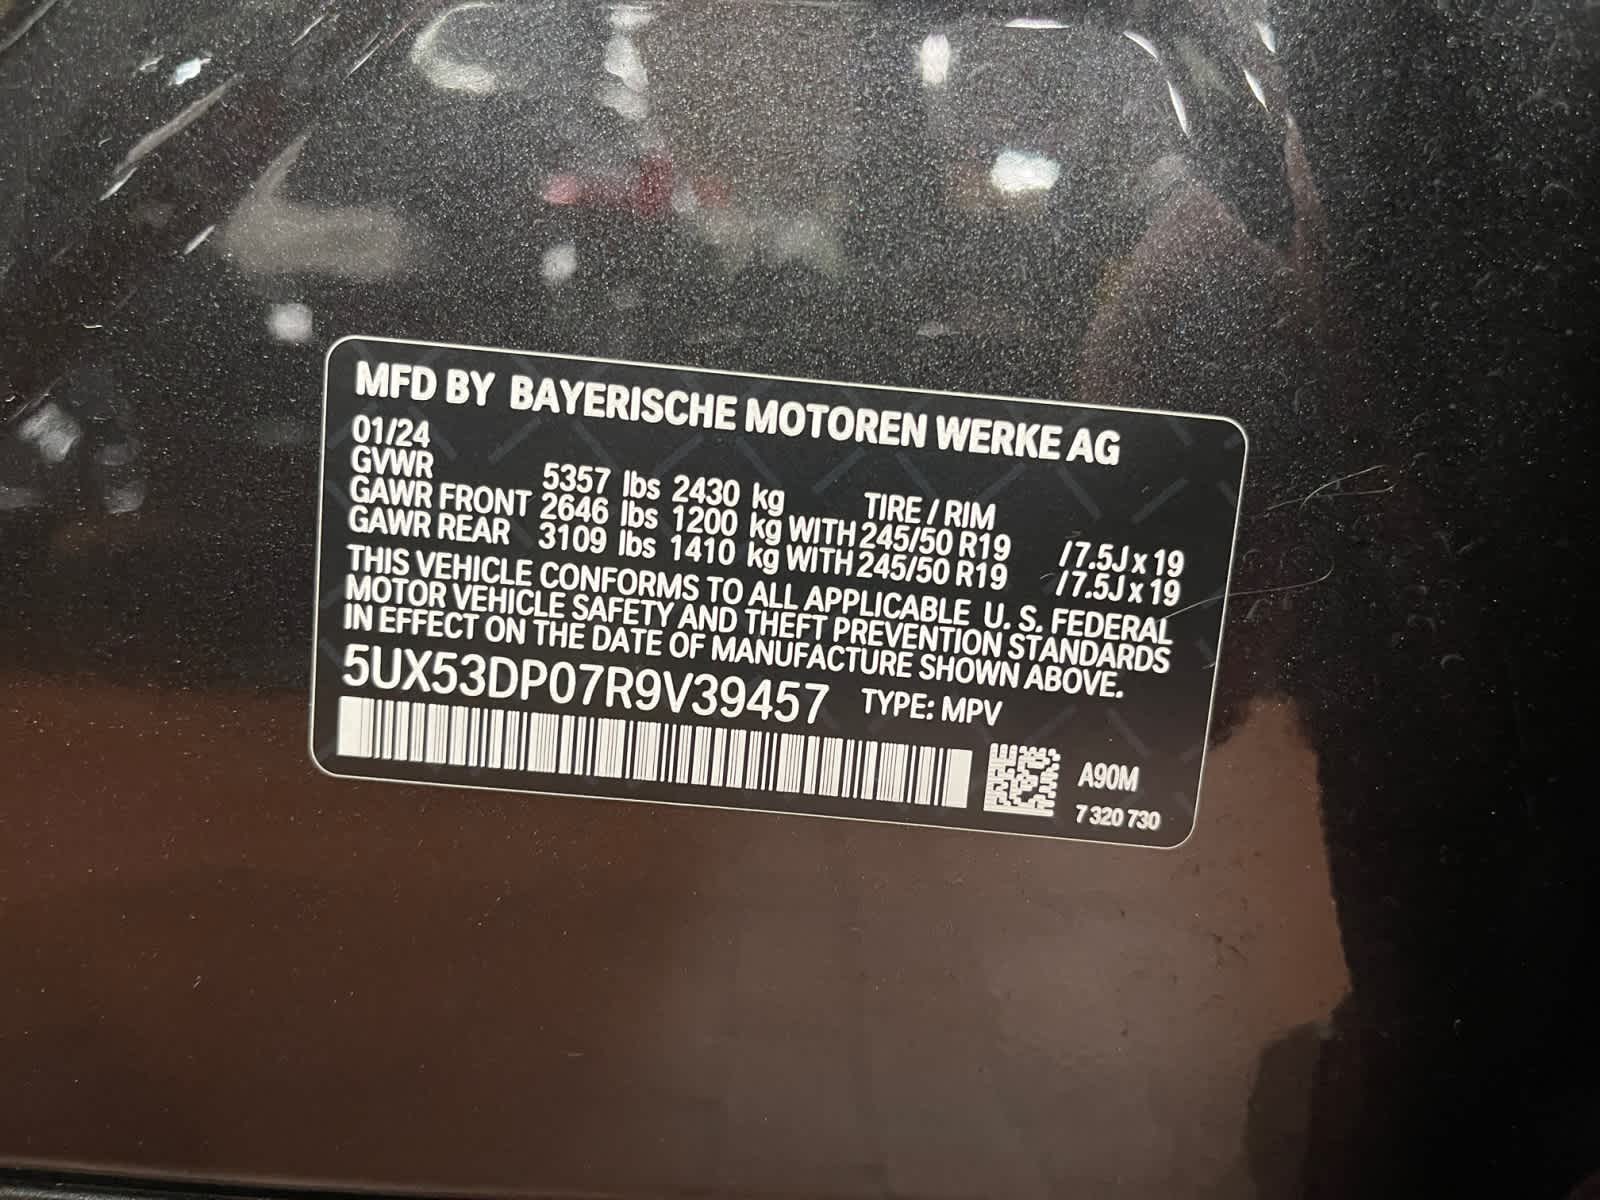 MFD BY BAYERISCHE MOTOREN WERKE AG
01/24
GVWR 5357 lbs 2430 kg TIRE / RIM
GAWR FRONT 2646 lbs 1200 kg WITH 245/50 R19 /7.5J x 19
GAWR REAR 3109 lbs 1410 kg WITH 245/50 R19 /7.5J x 19
THIS VEHICLE CONFORMS TO ALL APPLICABLE U. S. FEDERAL
MOTOR VEHICLE SAFETY AND THEFT PREVENTION STANDARDS
IN EFFECT ON THE DATE OF MANUFACTURE SHOWN ABOVE.
5UX53DP07R9V39457 TYPE: MPV
A90M
7 320 730